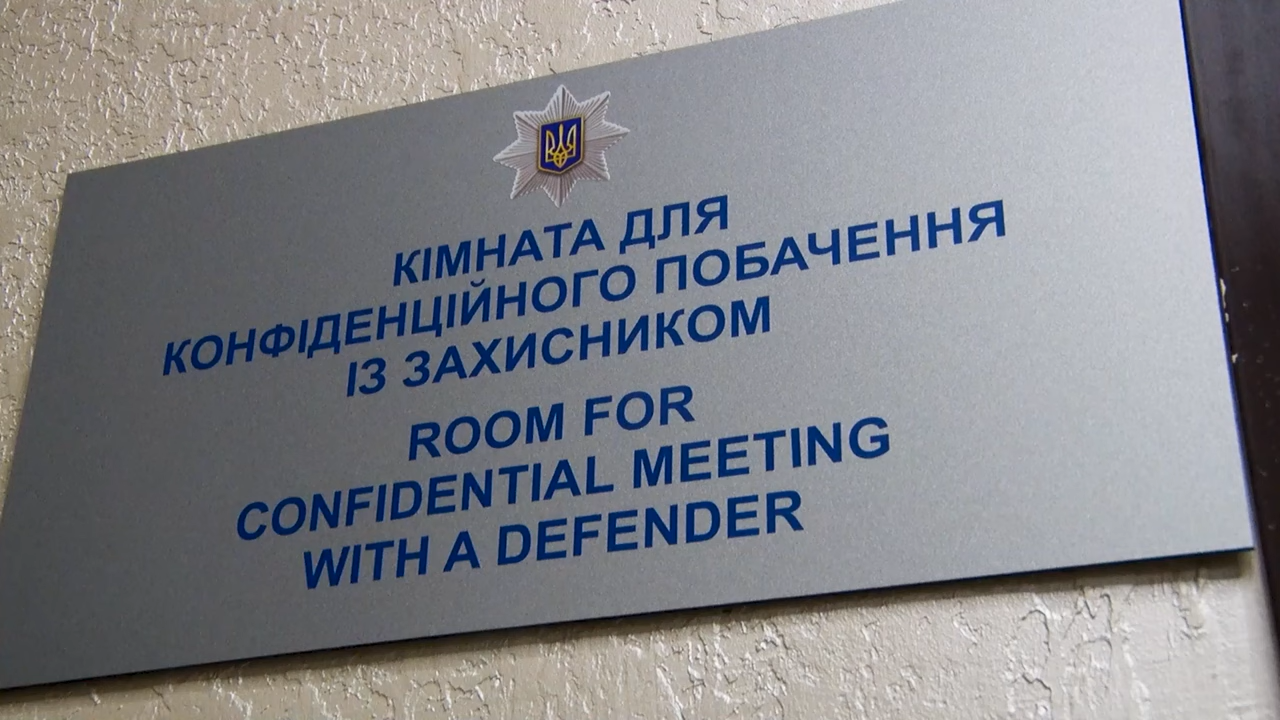 КІМНАТА ДЛЯ
КОНФІДЕНЦІЙНОГО ПОБАЧЕННЯ
ІЗ ЗАХИСНИКОМ
ROOM FOR
CONFIDENTIAL MEETING
WITH A DEFENDER